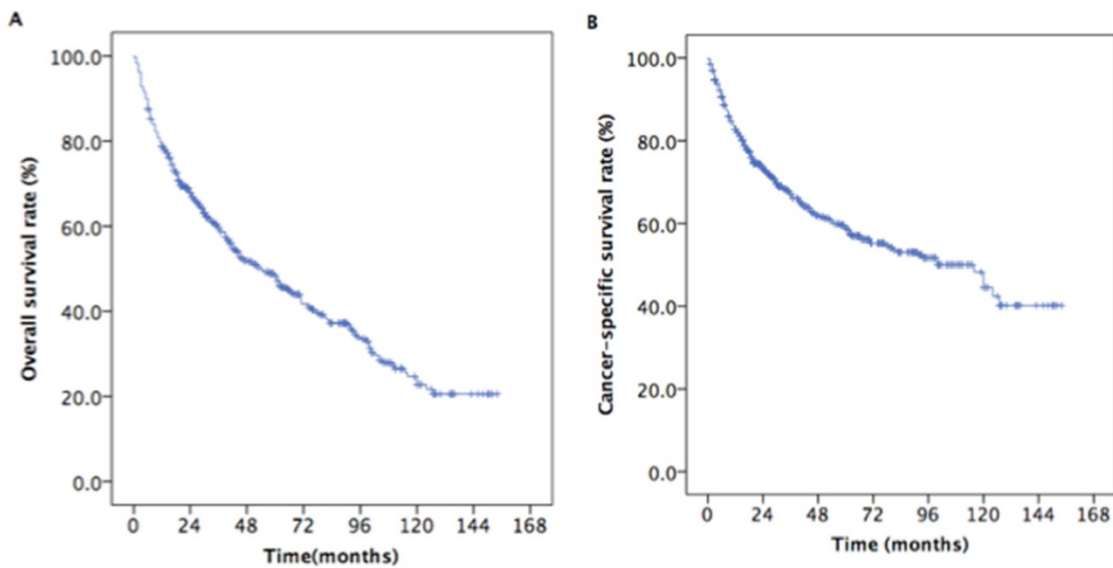 A
Overall survival rate (%)
100.0
80.0
60.0
40.0
20.0
0.0
0 24 48 72 96 120 144 168
Time(months)
B
Cancer-specific survival rate (%)
100.0
80.0
60.0
40.0
20.0
0.0
0 24 48 72 96 120 144 168
Time (months)